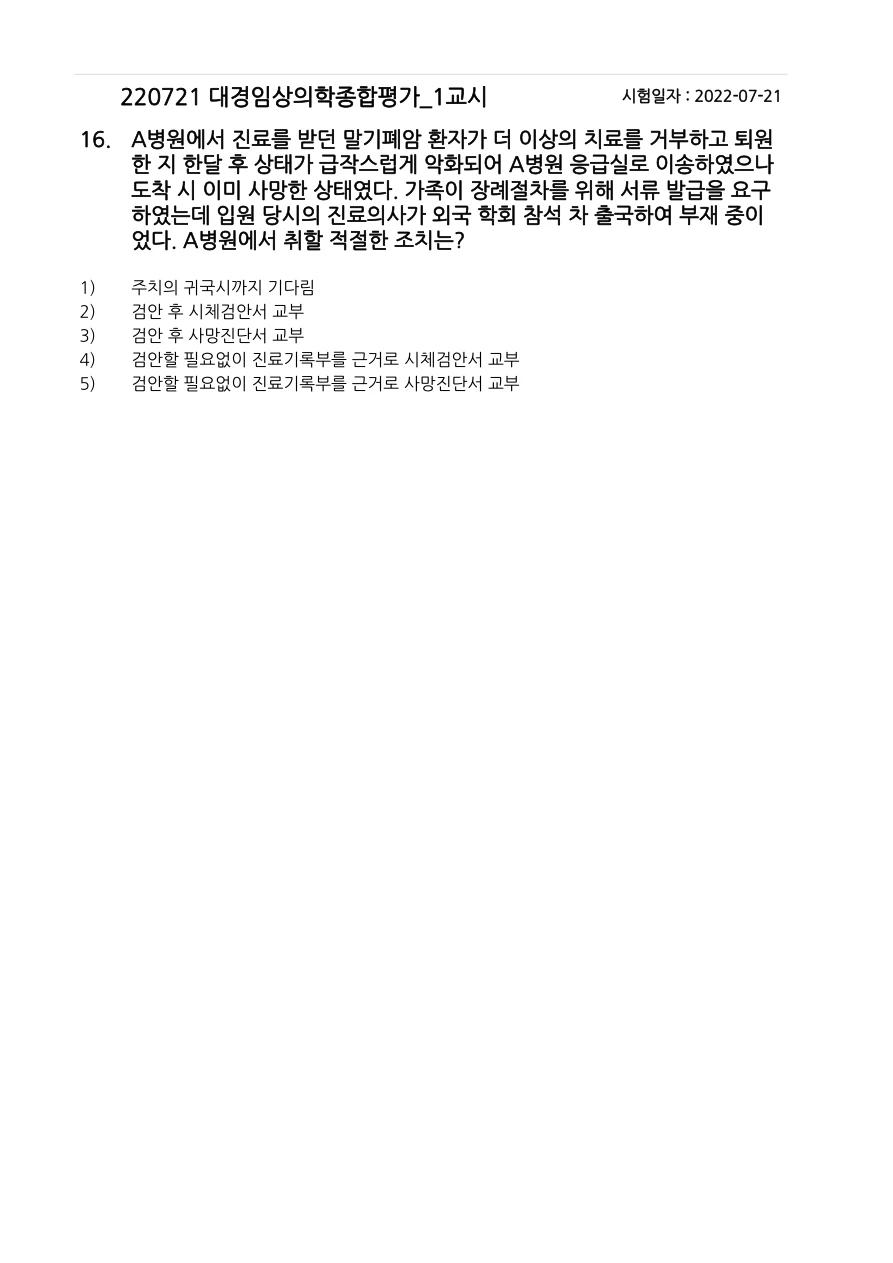 220721 대경임상의학종합평가_1교시 시험일자 : 2022-07-21
16. A병원에서 진료를 받던 말기폐암 환자가 더 이상의 치료를 거부하고 퇴원
한 지 한달 후 상태가 급작스럽게 악화되어 A병원 응급실로 이송하였으나
도착 시 이미 사망한 상태였다. 가족이 장례절차를 위해 서류 발급을 요구
하였는데 입원 당시의 진료의사가 외국 학회 참석 차 출국하여 부재 중이
었다. A병원에서 취할 적절한 조치는?
1) 주치의 귀국시까지 기다림
2) 검안 후 시체검안서 교부
3) 검안 후 사망진단서 교부
4) 검안할 필요없이 진료기록부를 근거로 시체검안서 교부
5) 검안할 필요없이 진료기록부를 근거로 사망진단서 교부